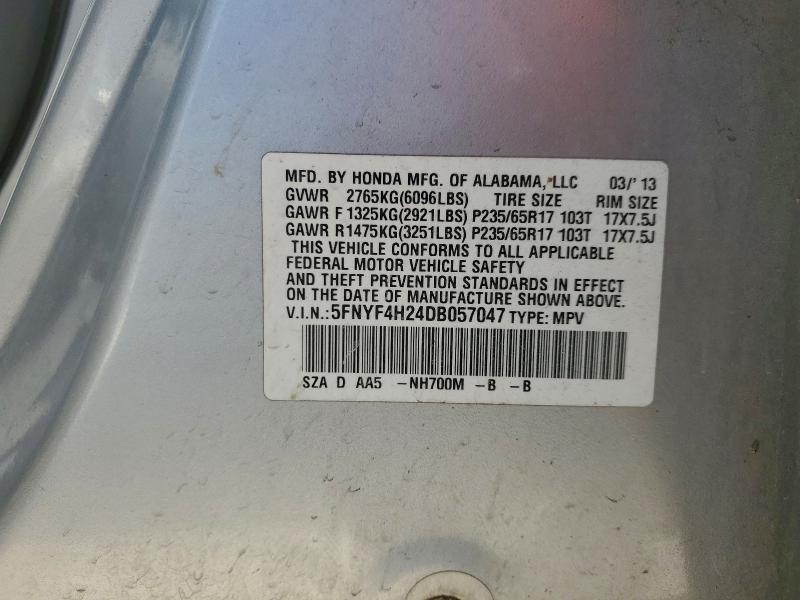 MFD. BY HONDA MFG. OF ALABAMA, LLC 03/'13
GVWR 2765KG(6096LBS) TIRE SIZE RIM SIZE
GAWR F 1325KG(2921LBS) P235/65R17 103T 17X7.5J
GAWR R1475KG(3251LBS) P235/65R17 103T 17X7.5J
THIS VEHICLE CONFORMS TO ALL APPLICABLE
FEDERAL MOTOR VEHICLE SAFETY
AND THEFT PREVENTION STANDARDS IN EFFECT
ON THE DATE OF MANUFACTURE SHOWN ABOVE.
V.I.N.:5FNYF4H24DB057047 TYPE: MPV
SZA D AA5 -NH700M -B -B